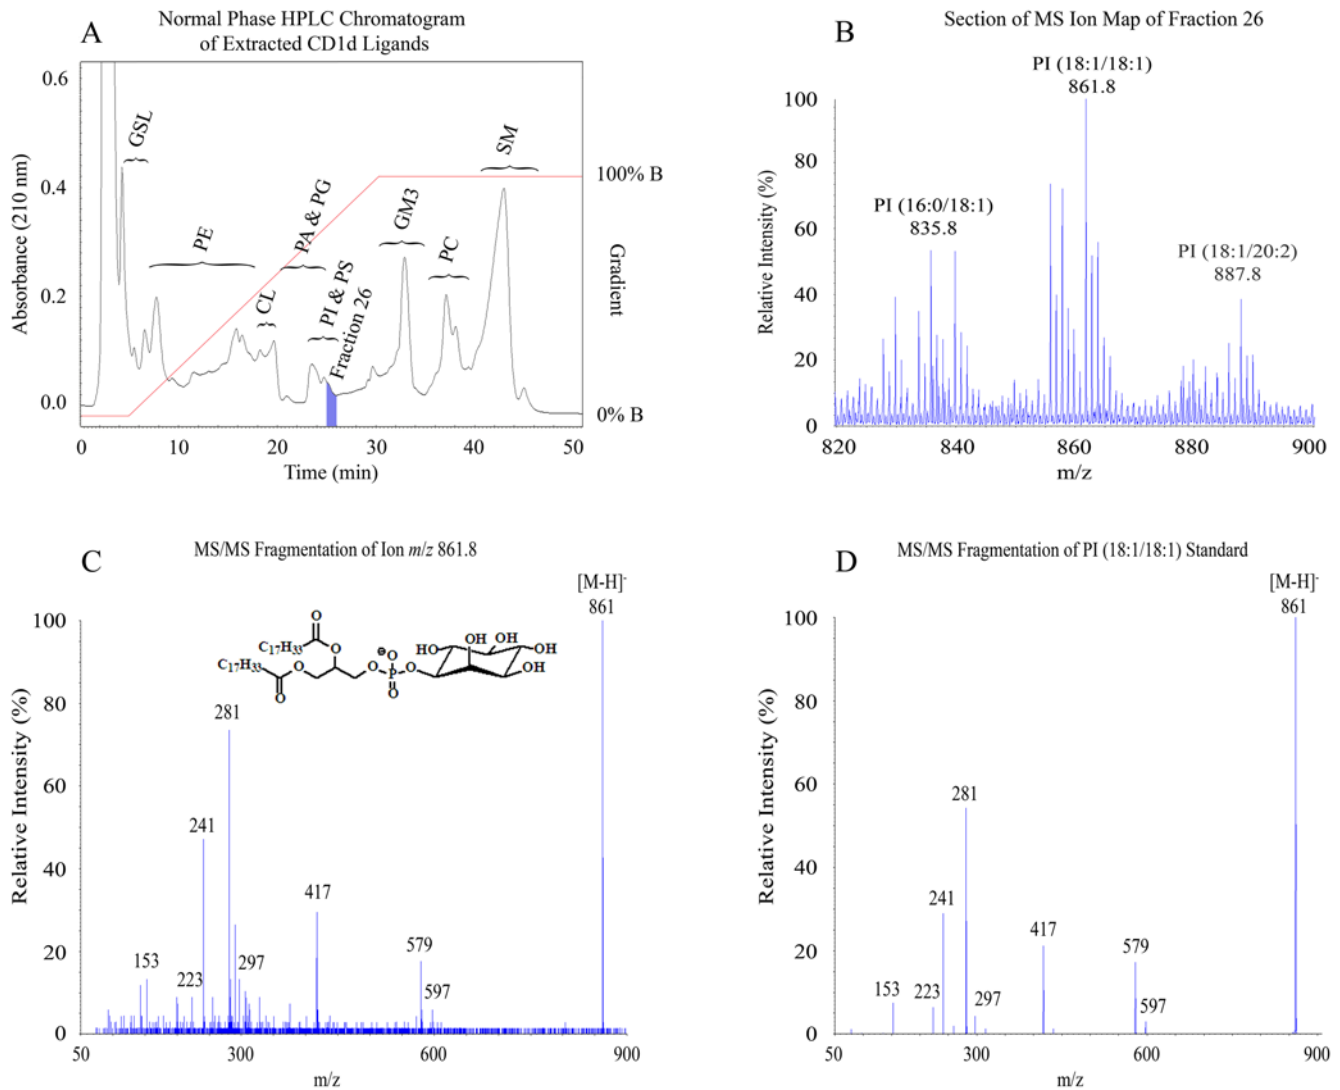 A
Normal Phase HPLC Chromatogram
of Extracted CD1d Ligands
Absorbance (210 nm)
0.6
0.4
0.2
0.0
GSL
PE
CL
PA & PG
PI & PS
Fraction 26
GM3
PC
SM
100% B
Gradient
0% B
0 10 20 30 40 50
Time (min)
B
Section of MS Ion Map of Fraction 26
Relative Intensity (%)
100
80
60
40
20
0
PI (18:1/18:1)
861.8
PI (16:0/18:1)
835.8
PI (18:1/20:2)
887.8
820 840 860 880 900
m/z
C
MS/MS Fragmentation of Ion m/z 861.8
Relative Intensity (%)
100
80
60
40
20
0
[M-H]-
861
O
C17H33
O
C17H33
O
O
O
⊖O
P
O
O
HO
OH
HO
OH
OH
281
241
417
153
223
297
579
597
50 300 600 900
m/z
D
MS/MS Fragmentation of PI (18:1/18:1) Standard
Relative Intensity (%)
100
80
60
40
20
0
[M-H]-
861
281
241
417
153
223
297
579
597
50 300 600 900
m/z